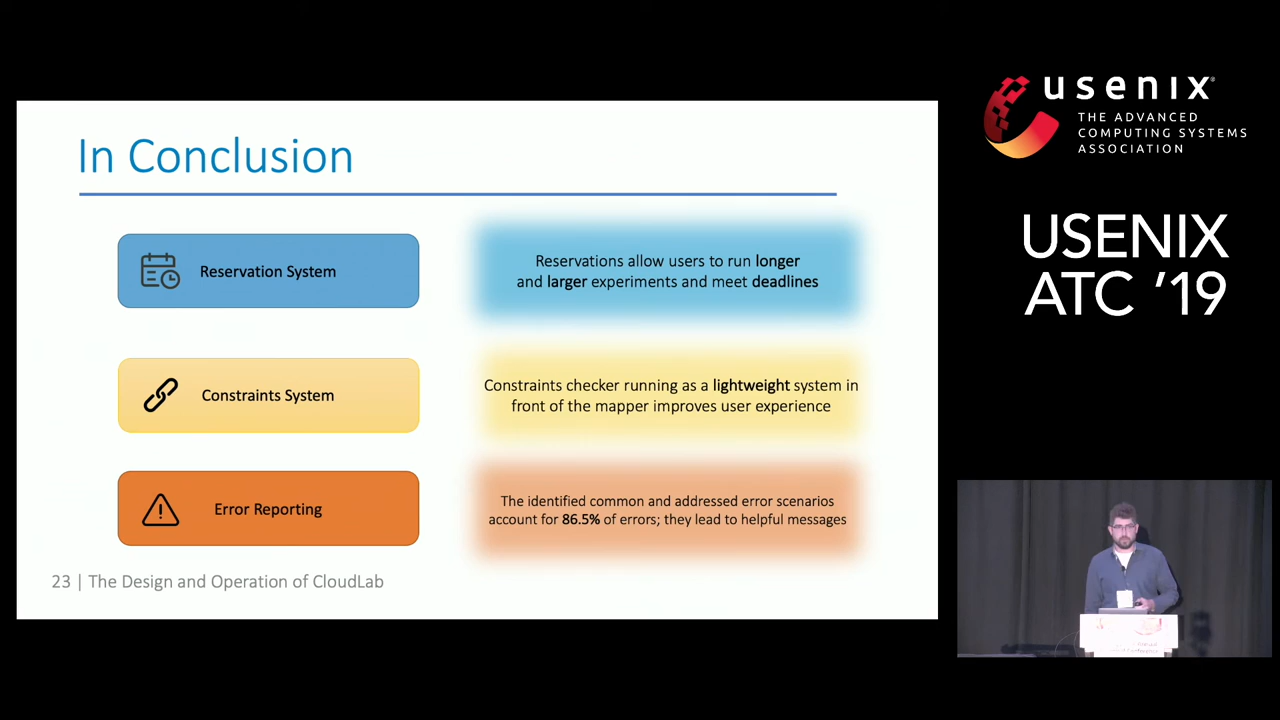 In Conclusion
Reservation System
Reservations allow users to run longer
and larger experiments and meet deadlines
Constraints System
Constraints checker running as a lightweight system in
front of the mapper improves user experience
Error Reporting
The identified common and addressed error scenarios
account for 86.5% of errors; they lead to helpful messages
23 | The Design and Operation of CloudLab
usenix
THE ADVANCED
COMPUTING SYSTEMS
ASSOCIATION
USENIX
ATC '19